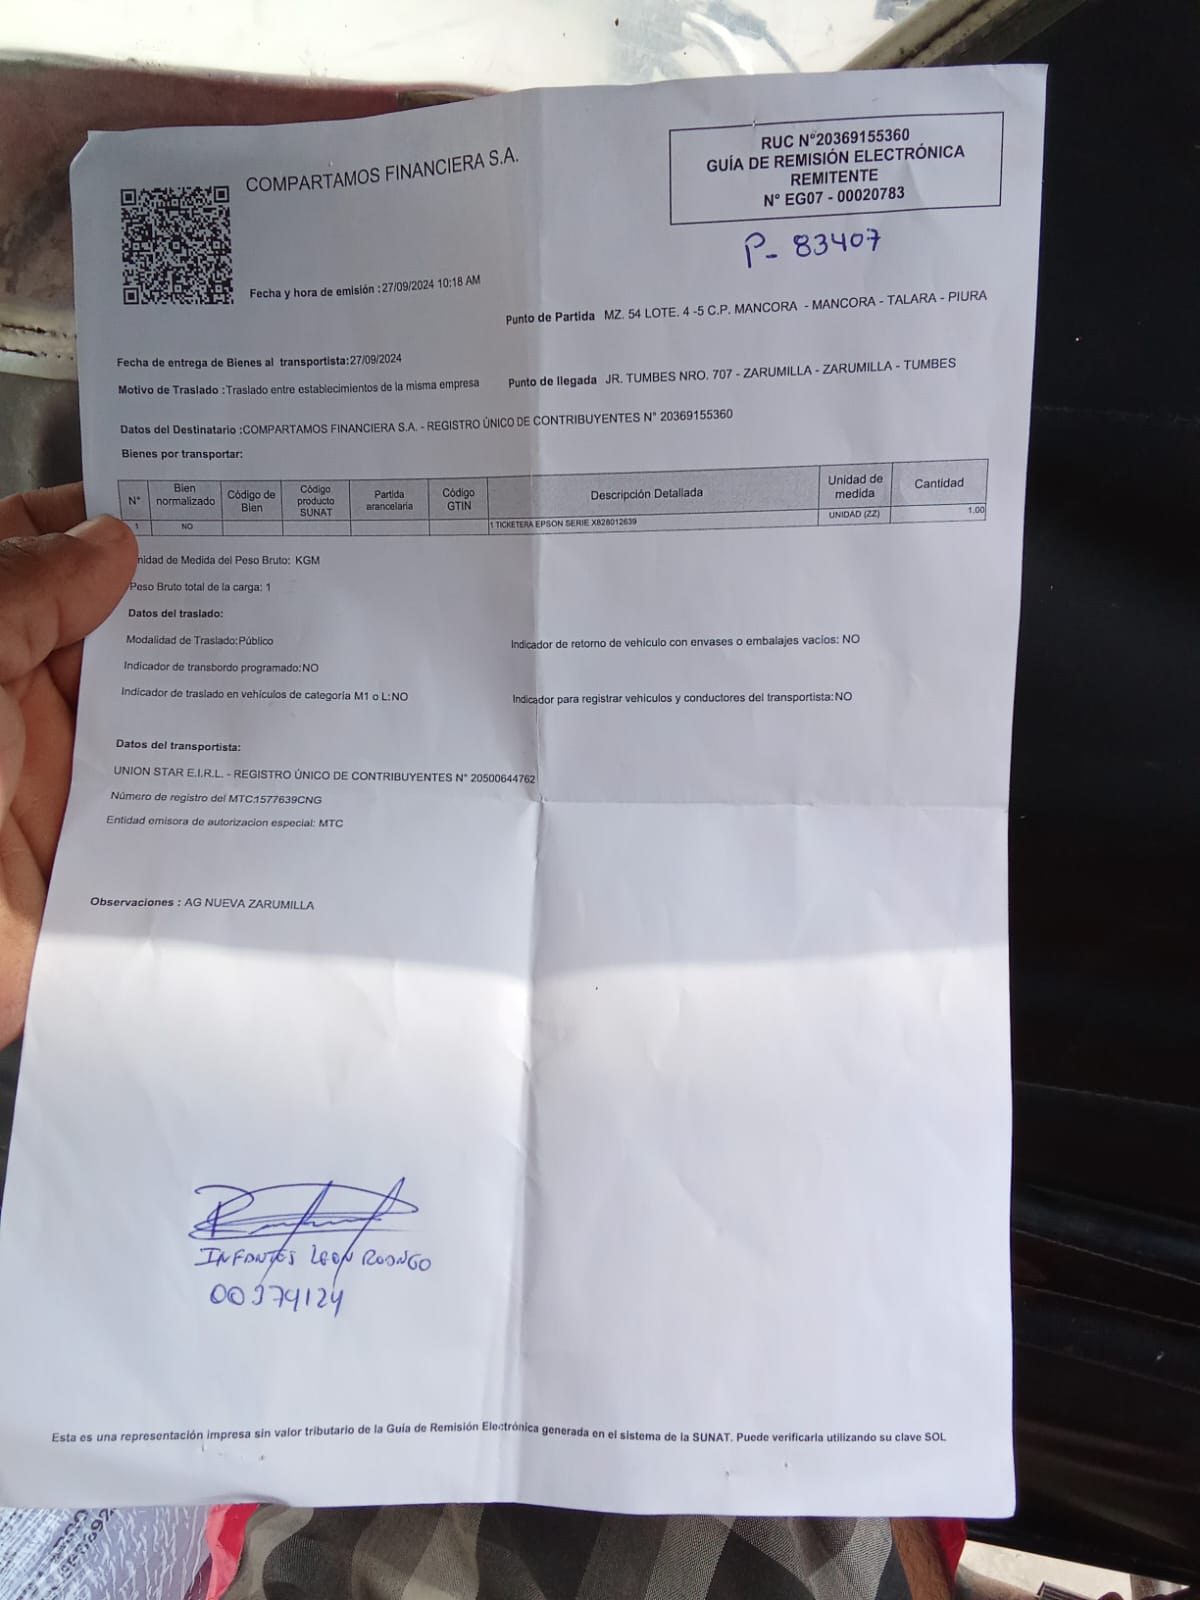 COMPARTAMOS FINANCIERA S.A.
RUC N°20369155360
GUÍA DE REMISIÓN ELECTRÓNICA
REMITENTE
N° EG07 - 00020783
P- 83407
Fecha y hora de emisión :27/09/2024 10:18 AM
Punto de Partida MZ. 54 LOTE. 4 -5 C.P. MANCORA - MANCORA - TALARA - PIURA
Fecha de entrega de Bienes al transportista:27/09/2024
Motivo de Traslado :Traslado entre establecimientos de la misma empresa
Punto de llegada JR. TUMBES NRO. 707 - ZARUMILLA - ZARUMILLA - TUMBES
Datos del Destinatario :COMPARTAMOS FINANCIERA S.A. - REGISTRO ÚNICO DE CONTRIBUYENTES N° 20369155360
Bienes por transportar:
N° Bien normalizado Código de Bien Código producto SUNAT Partida arancelaria Código GTIN Descripción Detallada Unidad de medida Cantidad
1 NO 1 TICKETERA EPSON SERIE X828012639 UNIDAD (ZZ) 1.00
nidad de Medida del Peso Bruto: KGM
Peso Bruto total de la carga: 1
Datos del traslado:
Modalidad de Traslado:Público
Indicador de retorno de vehículo con envases o embalajes vacíos: NO
Indicador de transbordo programado:NO
Indicador de traslado en vehículos de categoría M1 o L:NO
Indicador para registrar vehículos y conductores del transportista:NO
Datos del transportista:
UNION STAR E.I.R.L. - REGISTRO ÚNICO DE CONTRIBUYENTES N° 20500644762
Número de registro del MTC:1577639CNG
Entidad emisora de autorizacion especial: MTC
Observaciones : AG NUEVA ZARUMILLA
INFANTES LEON
00374124
Esta es una representación impresa sin valor tributario de la Guía de Remisión Electrónica generada en el sistema de la SUNAT. Puede verificarla utilizando su clave SOL